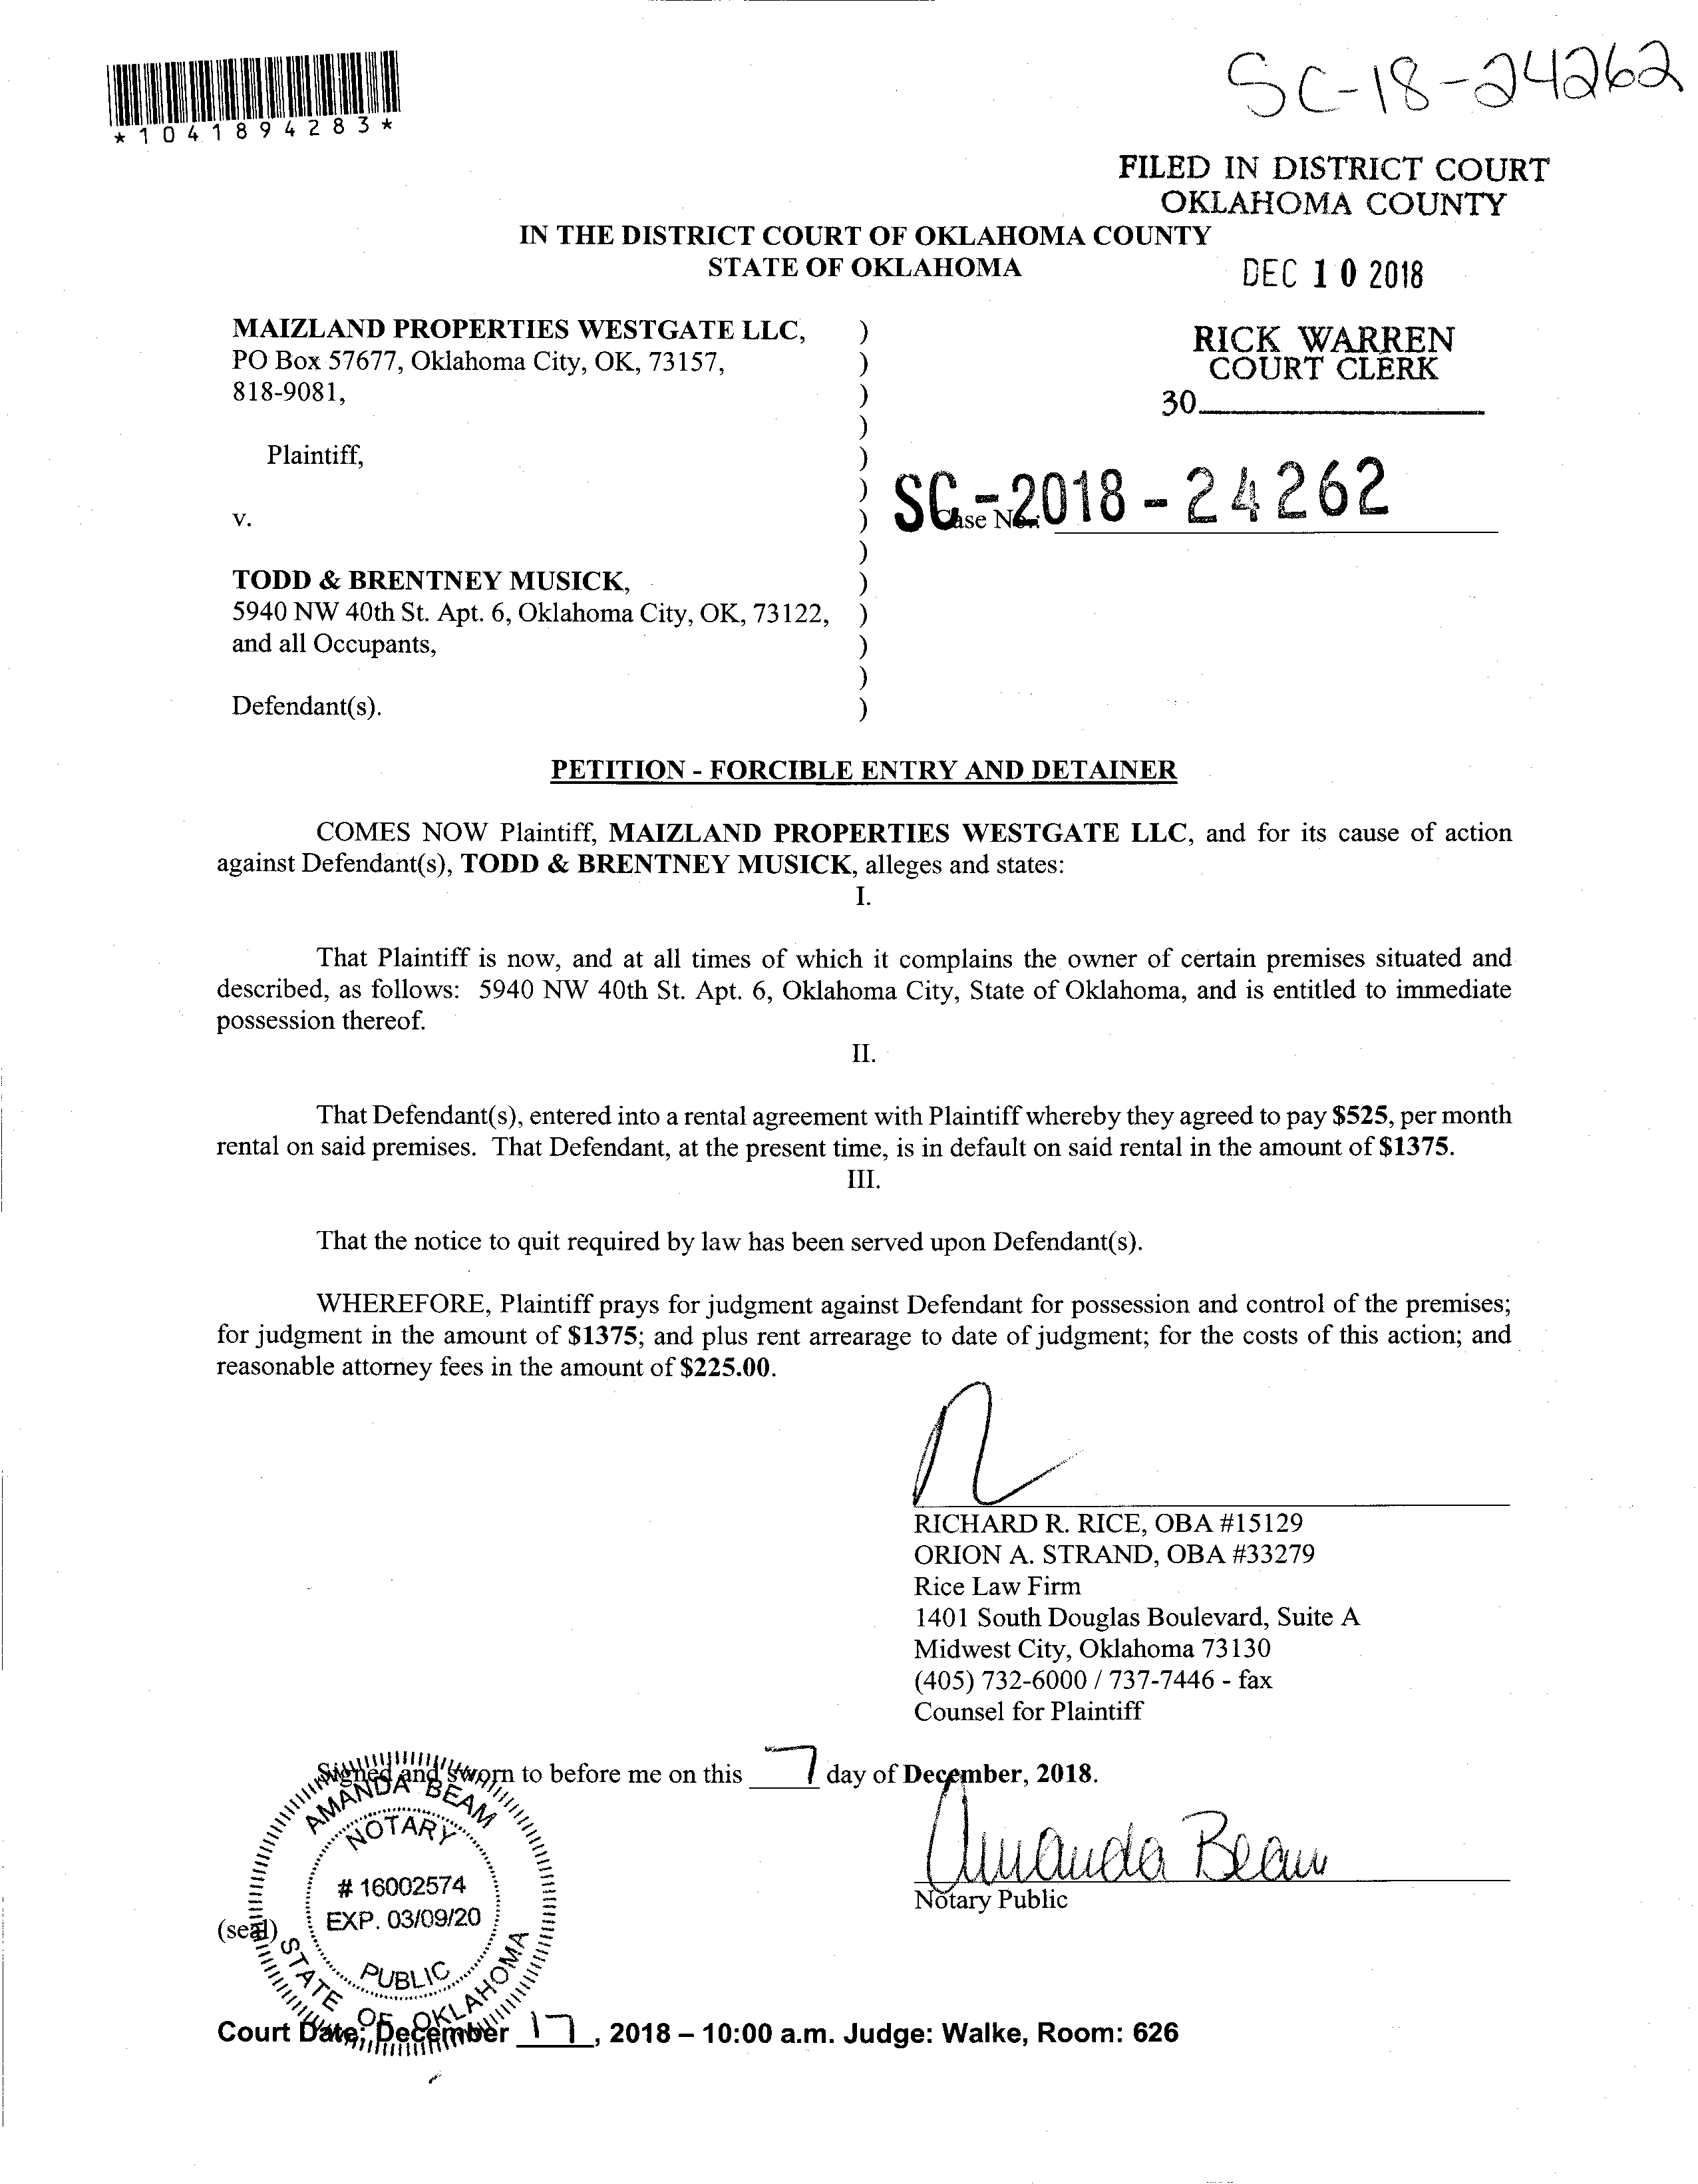 *1041894283*
SC-18-24262
FILED IN DISTRICT COURT
OKLAHOMA COUNTY
IN THE DISTRICT COURT OF OKLAHOMA COUNTY
STATE OF OKLAHOMA
DEC 10 2018
MAIZLAND PROPERTIES WESTGATE LLC, )
PO Box 57677, Oklahoma City, OK, 73157, )
818-9081, )
)
Plaintiff, )
)
v. )
)
TODD & BRENTNEY MUSICK, )
5940 NW 40th St. Apt. 6, Oklahoma City, OK, 73122, )
and all Occupants, )
)
Defendant(s). )
RICK WARREN
COURT CLERK
30
SC-2018-24262
Case No.:
PETITION - FORCIBLE ENTRY AND DETAINER
COMES NOW Plaintiff, MAIZLAND PROPERTIES WESTGATE LLC, and for its cause of action
against Defendant(s), TODD & BRENTNEY MUSICK, alleges and states:
I.
That Plaintiff is now, and at all times of which it complains the owner of certain premises situated and
described, as follows: 5940 NW 40th St. Apt. 6, Oklahoma City, State of Oklahoma, and is entitled to immediate
possession thereof.
II.
That Defendant(s), entered into a rental agreement with Plaintiff whereby they agreed to pay $525, per month
rental on said premises. That Defendant, at the present time, is in default on said rental in the amount of $1375.
III.
That the notice to quit required by law has been served upon Defendant(s).
WHEREFORE, Plaintiff prays for judgment against Defendant for possession and control of the premises;
for judgment in the amount of $1375; and plus rent arrearage to date of judgment; for the costs of this action; and
reasonable attorney fees in the amount of $225.00.
RICHARD R. RICE, OBA #15129
ORION A. STRAND, OBA #33279
Rice Law Firm
1401 South Douglas Boulevard, Suite A
Midwest City, Oklahoma 73130
(405) 732-6000 / 737-7446 - fax
Counsel for Plaintiff
Signed and sworn to before me on this 7 day of December, 2018.
Amanda Beam
Notary Public
(seal)
AMANDA BEAM
NOTARY
# 16002574
EXP. 03/09/20
PUBLIC
STATE OF OKLAHOMA
Court Date: December 17, 2018 – 10:00 a.m. Judge: Walke, Room: 626